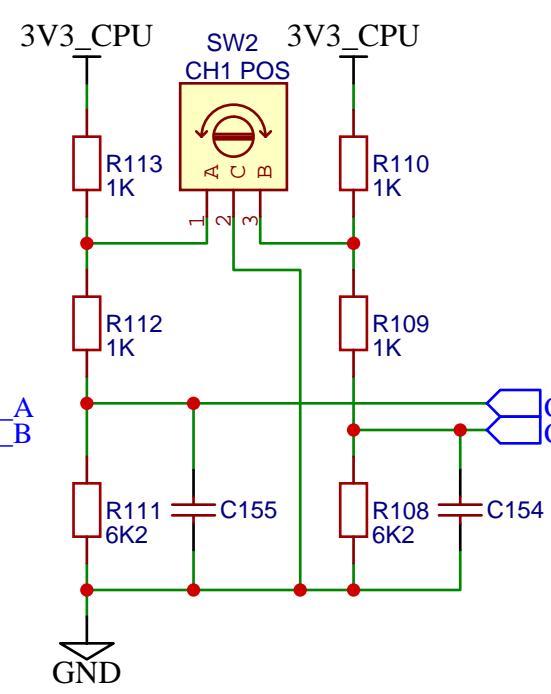 3V3_CPU
SW2
CH1 POS
3V3_CPU
A
C
B
1
2
3
R113
1K
R110
1K
R112
1K
R109
1K
_A
_B
R111
6K2
C155
R108
6K2
C154
GND